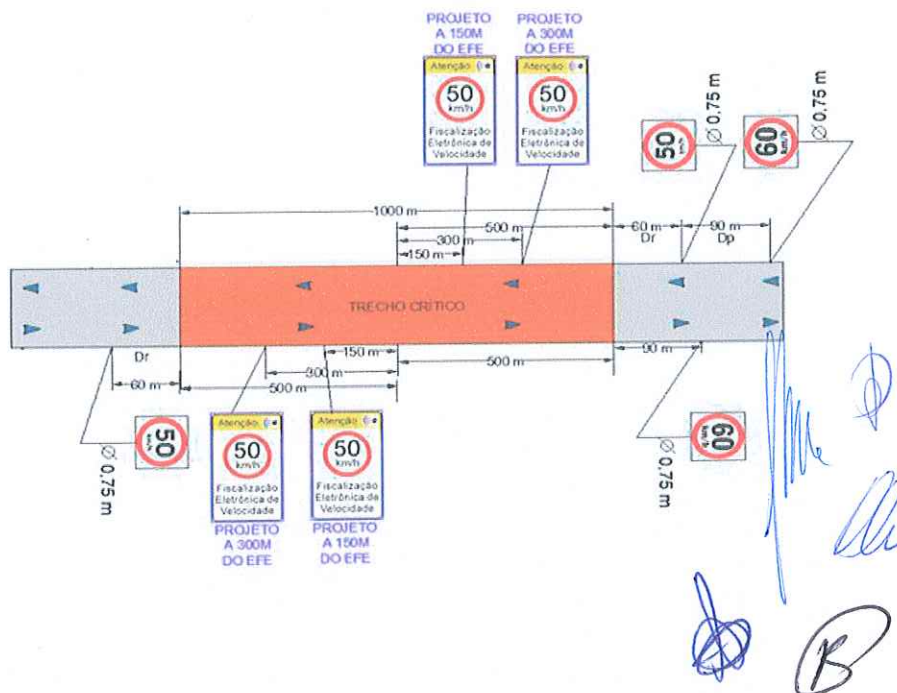 PROJETO
A 150M
DO EFE
PROJETO
A 300M
DO EFE
Atenção
50
km/h
Fiscalização
Eletrônica de
Velocidade
Atenção
50
km/h
Fiscalização
Eletrônica de
Velocidade
50
km/h
Ø 0,75 m
60
km/h
Ø 0,75 m
1000 m
500 m
60 m
Dr
90 m
Dp
300 m
150 m
TRECHO CRÍTICO
Dr
60 m
150 m
300 m
500 m
500 m
90 m
50
km/h
Ø 0,75 m
Atenção
50
km/h
Fiscalização
Eletrônica de
Velocidade
PROJETO
A 300M
DO EFE
Atenção
50
km/h
Fiscalização
Eletrônica de
Velocidade
PROJETO
A 150M
DO EFE
60
km/h
Ø 0,75 m